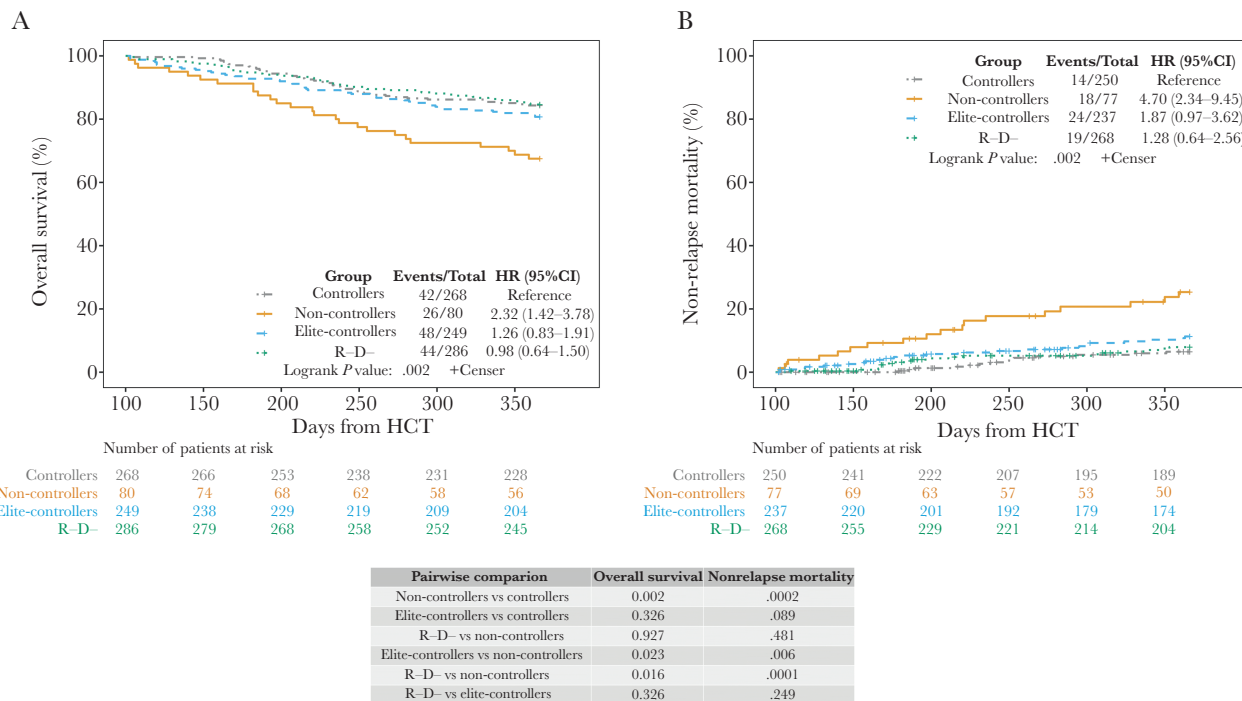 A
100
80
60
40
20
0
Overall survival (%)
Group Events/Total HR (95%CI)
Controllers 42/268 Reference
Non-controllers 26/80 2.32 (1.42–3.78)
Elite-controllers 48/249 1.26 (0.83–1.91)
R–D– 44/286 0.98 (0.64–1.50)
Logrank P value: .002 +Censer
100 150 200 250 300 350
Days from HCT
Number of patients at risk
Controllers 268 266 253 238 231 228
Non-controllers 80 74 68 62 58 56
Elite-controllers 249 238 229 219 209 204
R–D– 286 279 268 258 252 245
B
100
80
60
40
20
0
Non-relapse mortality (%)
Group Events/Total HR (95%CI)
Controllers 14/250 Reference
Non-controllers 18/77 4.70 (2.34–9.45)
Elite-controllers 24/237 1.87 (0.97–3.62)
R–D– 19/268 1.28 (0.64–2.56)
Logrank P value: .002 +Censer
100 150 200 250 300 350
Days from HCT
Number of patients at risk
Controllers 250 241 222 207 195 189
Non-controllers 77 69 63 57 53 50
Elite-controllers 237 220 201 192 179 174
R–D– 268 255 229 221 214 204
Pairwise comparion Overall survival Nonrelapse mortality
Non-controllers vs controllers 0.002 .0002
Elite-controllers vs controllers 0.326 .089
R–D– vs non-controllers 0.927 .481
Elite-controllers vs non-controllers 0.023 .006
R–D– vs non-controllers 0.016 .0001
R–D– vs elite-controllers 0.326 .249